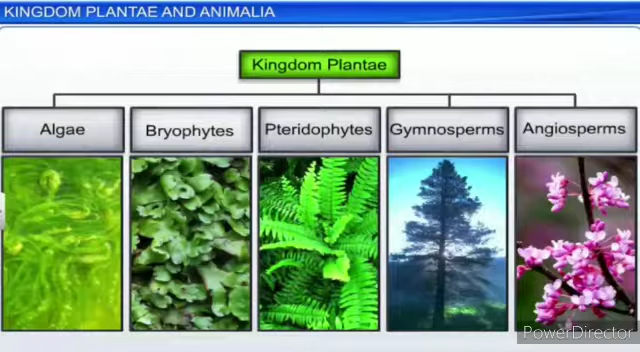 KINGDOM PLANTAE AND ANIMALIA
Kingdom Plantae
Algae
Bryophytes
Pteridophytes
Gymnosperms
Angiosperms
PowerDirector